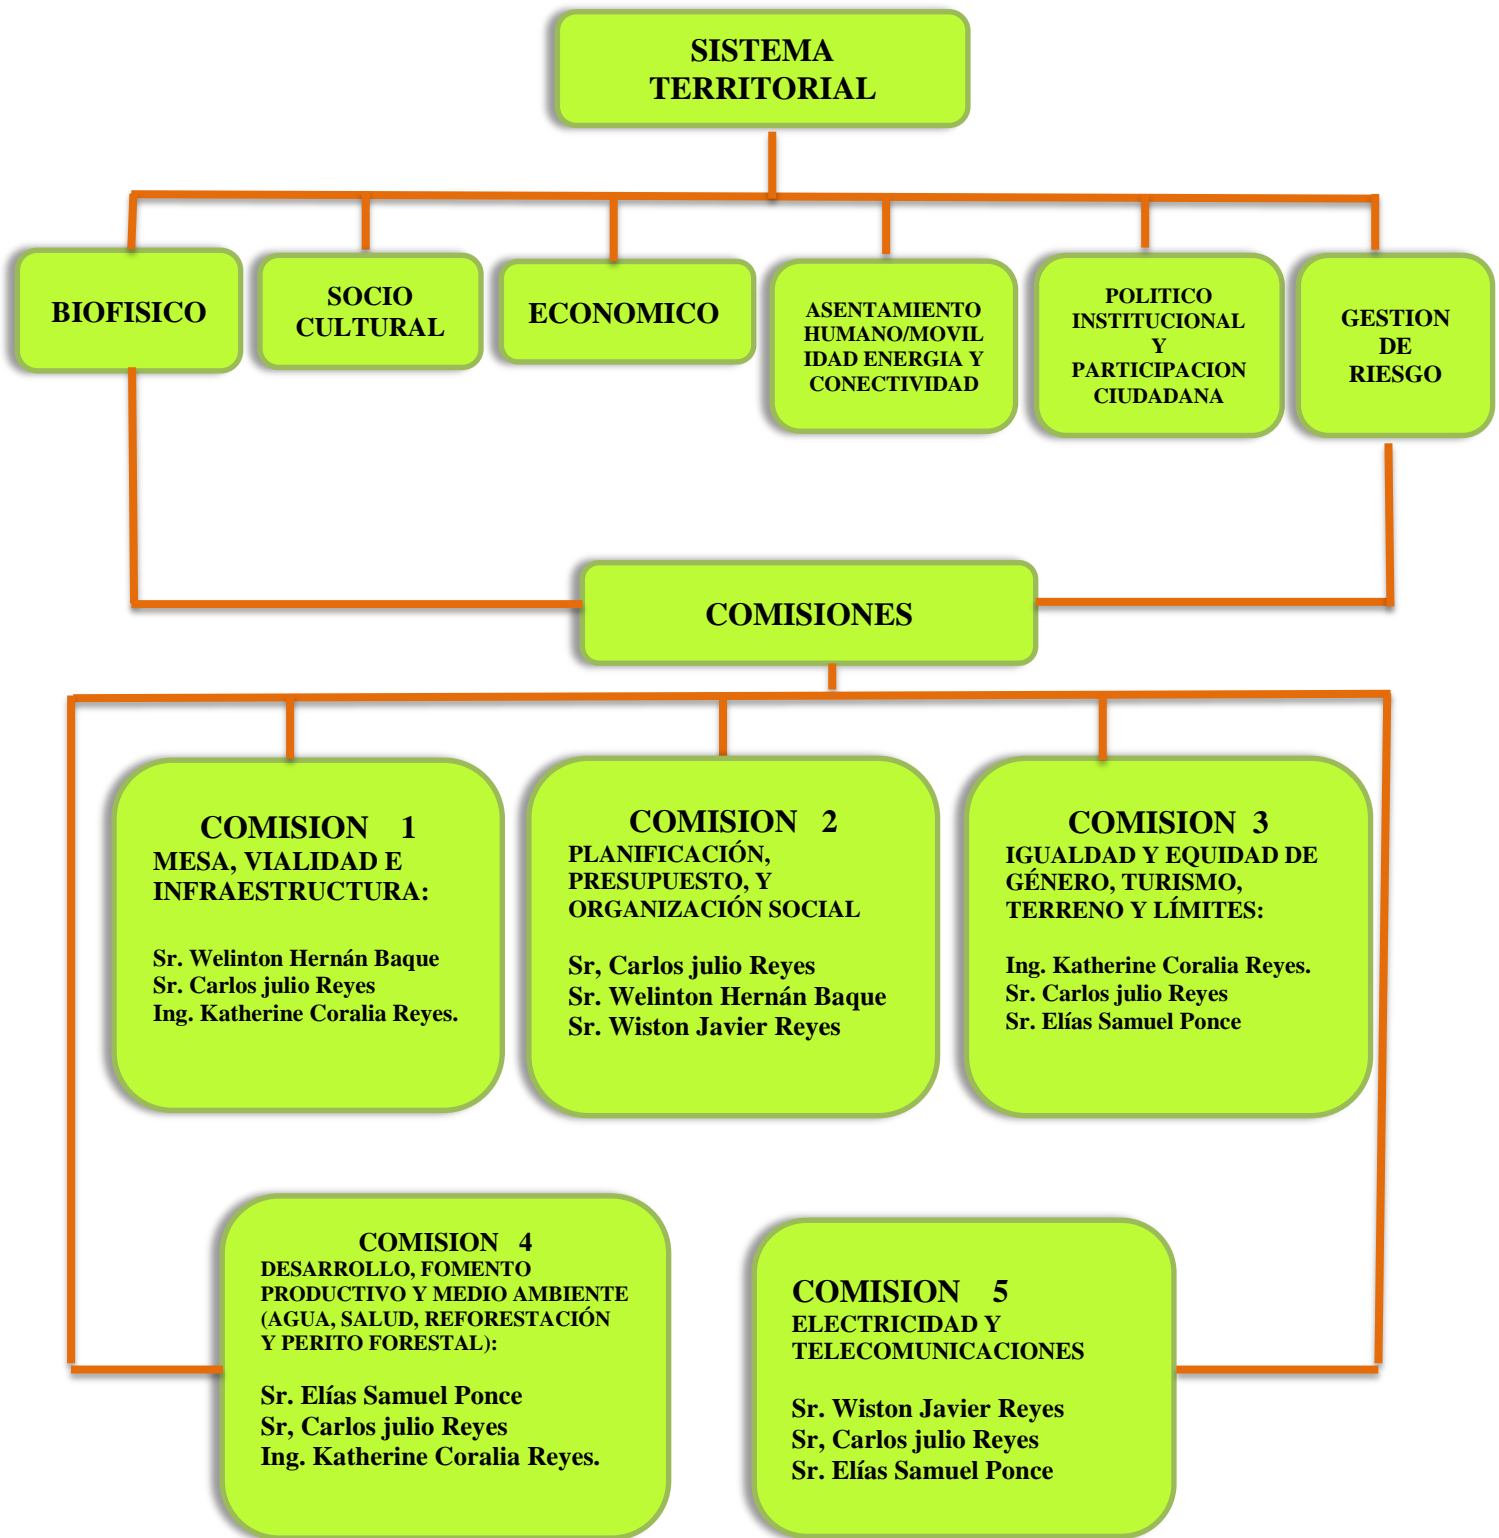 SISTEMA
TERRITORIAL
BIOFISICO
SOCIO
CULTURAL
ECONOMICO
ASENTAMIENTO
HUMANO/MOVIL
IDAD ENERGIA Y
CONECTIVIDAD
POLITICO
INSTITUCIONAL
Y
PARTICIPACION
CIUDADANA
GESTION
DE
RIESGO
COMISIONES
COMISION 1
MESA, VIALIDAD E
INFRAESTRUCTURA:
Sr. Welinton Hernán Baque
Sr. Carlos julio Reyes
Ing. Katherine Coralia Reyes.
COMISION 2
PLANIFICACIÓN,
PRESUPUESTO, Y
ORGANIZACIÓN SOCIAL
Sr, Carlos julio Reyes
Sr. Welinton Hernán Baque
Sr. Wiston Javier Reyes
COMISION 3
IGUALDAD Y EQUIDAD DE
GÉNERO, TURISMO,
TERRENO Y LÍMITES:
Ing. Katherine Coralia Reyes.
Sr. Carlos julio Reyes
Sr. Elías Samuel Ponce
COMISION 4
DESARROLLO, FOMENTO
PRODUCTIVO Y MEDIO AMBIENTE
(AGUA, SALUD, REFORESTACIÓN
Y PERITO FORESTAL):
Sr. Elías Samuel Ponce
Sr, Carlos julio Reyes
Ing. Katherine Coralia Reyes.
COMISION 5
ELECTRICIDAD Y
TELECOMUNICACIONES
Sr. Wiston Javier Reyes
Sr, Carlos julio Reyes
Sr. Elías Samuel Ponce